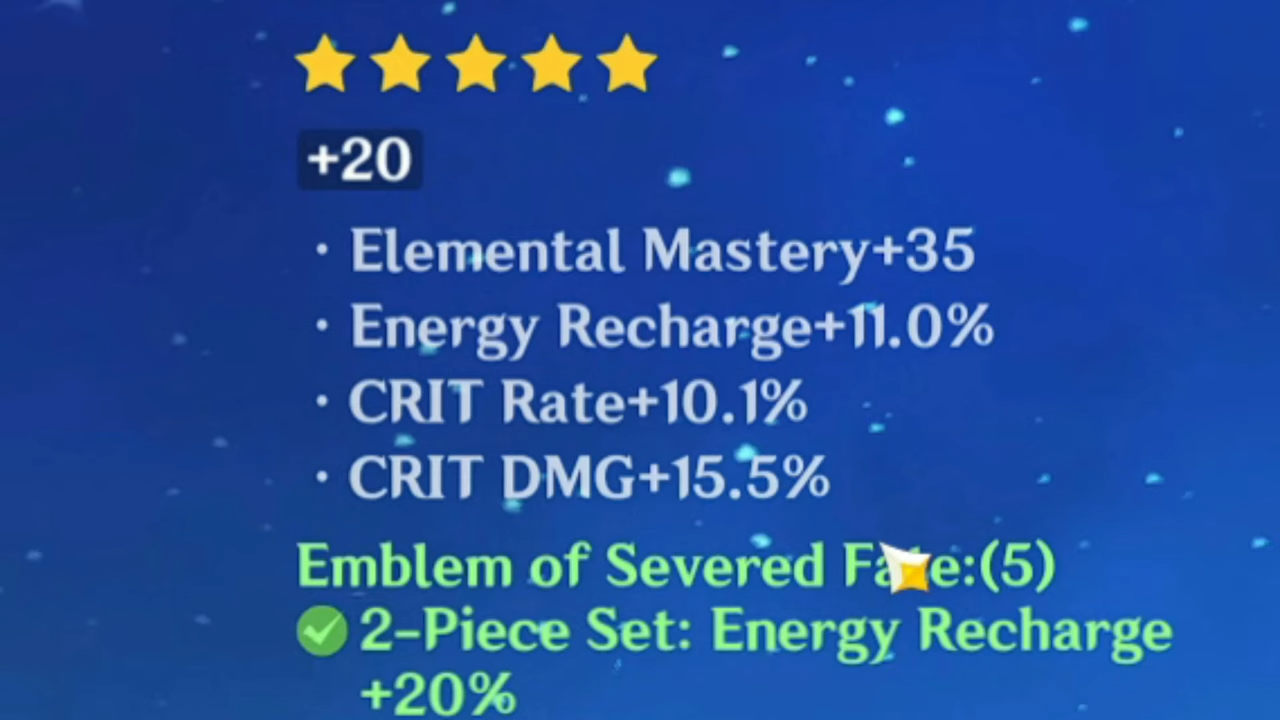 +20
· Elemental Mastery+35
· Energy Recharge+11.0%
· CRIT Rate+10.1%
· CRIT DMG+15.5%
Emblem of Severed Fate:(5)
2-Piece Set: Energy Recharge
+20%